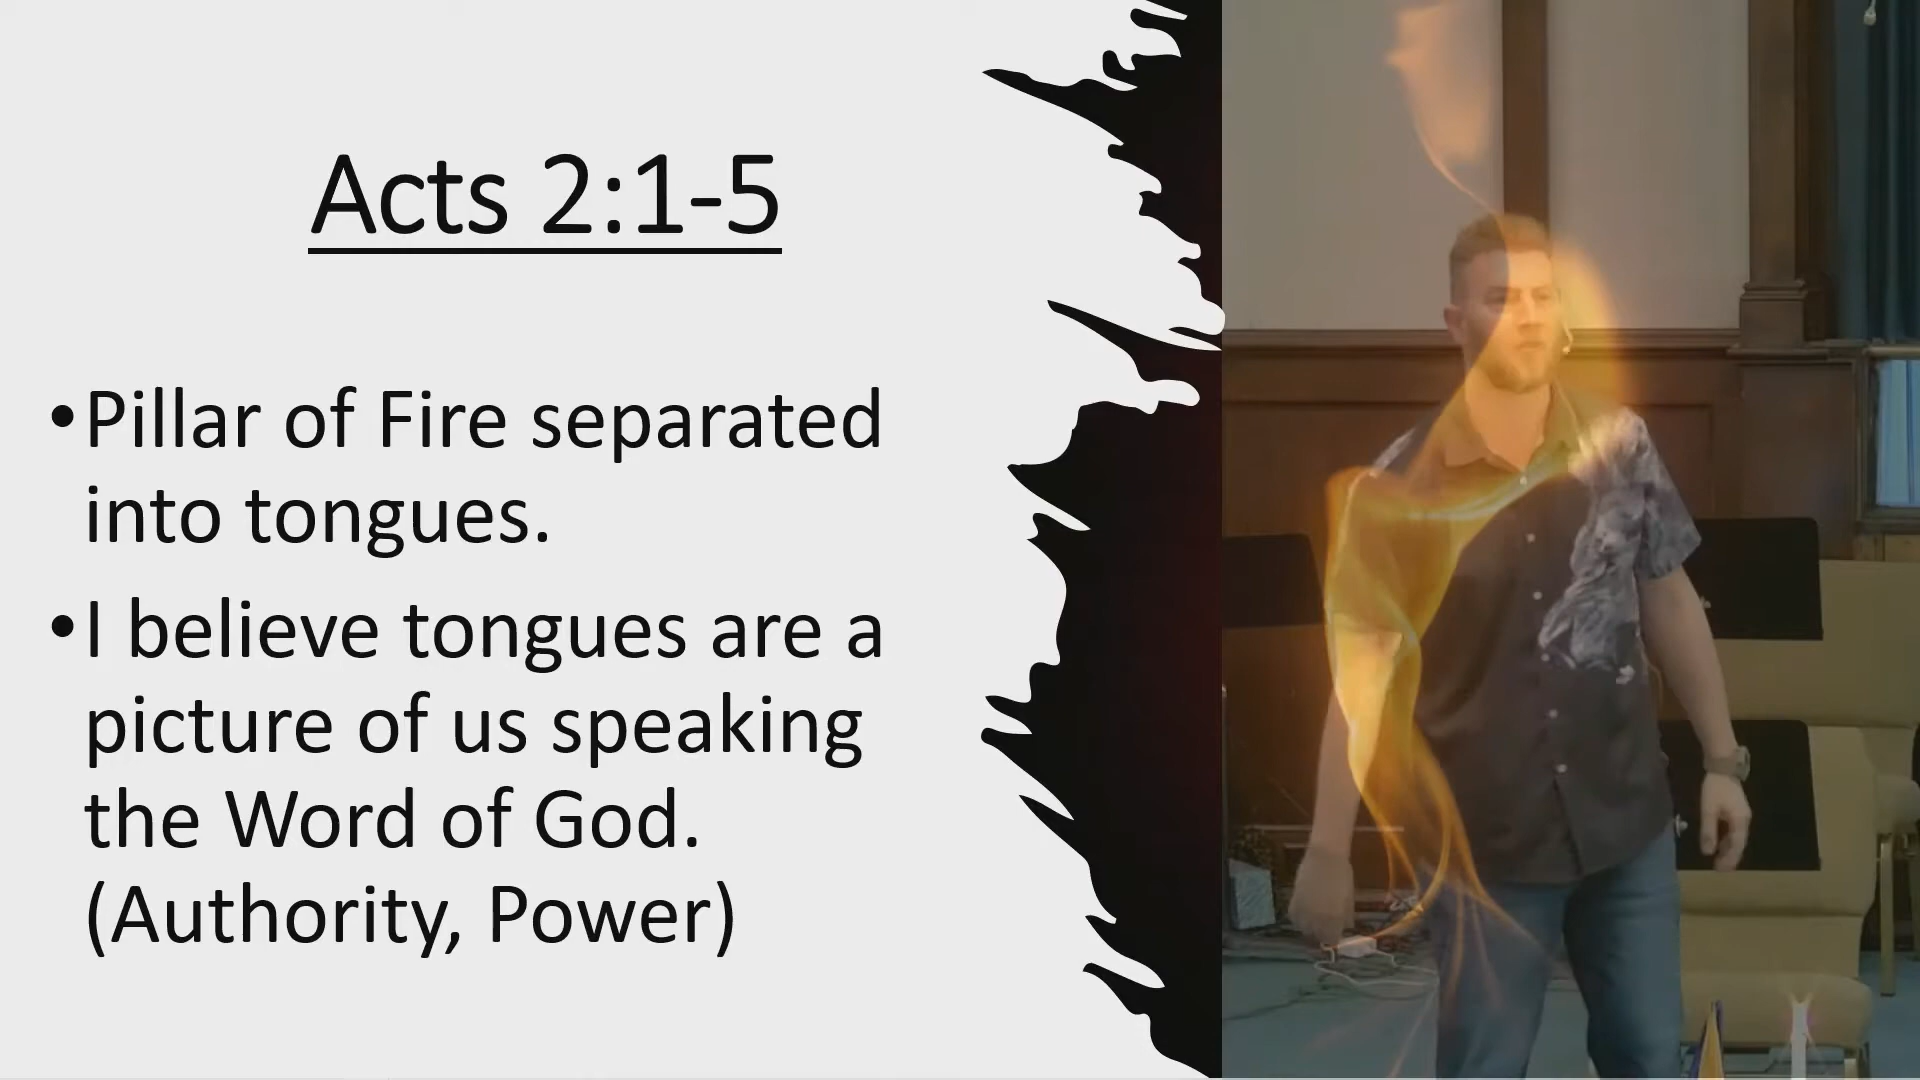 Acts 2:1-5
•Pillar of Fire separated
into tongues.
•I believe tongues are a
picture of us speaking
the Word of God.
(Authority, Power)